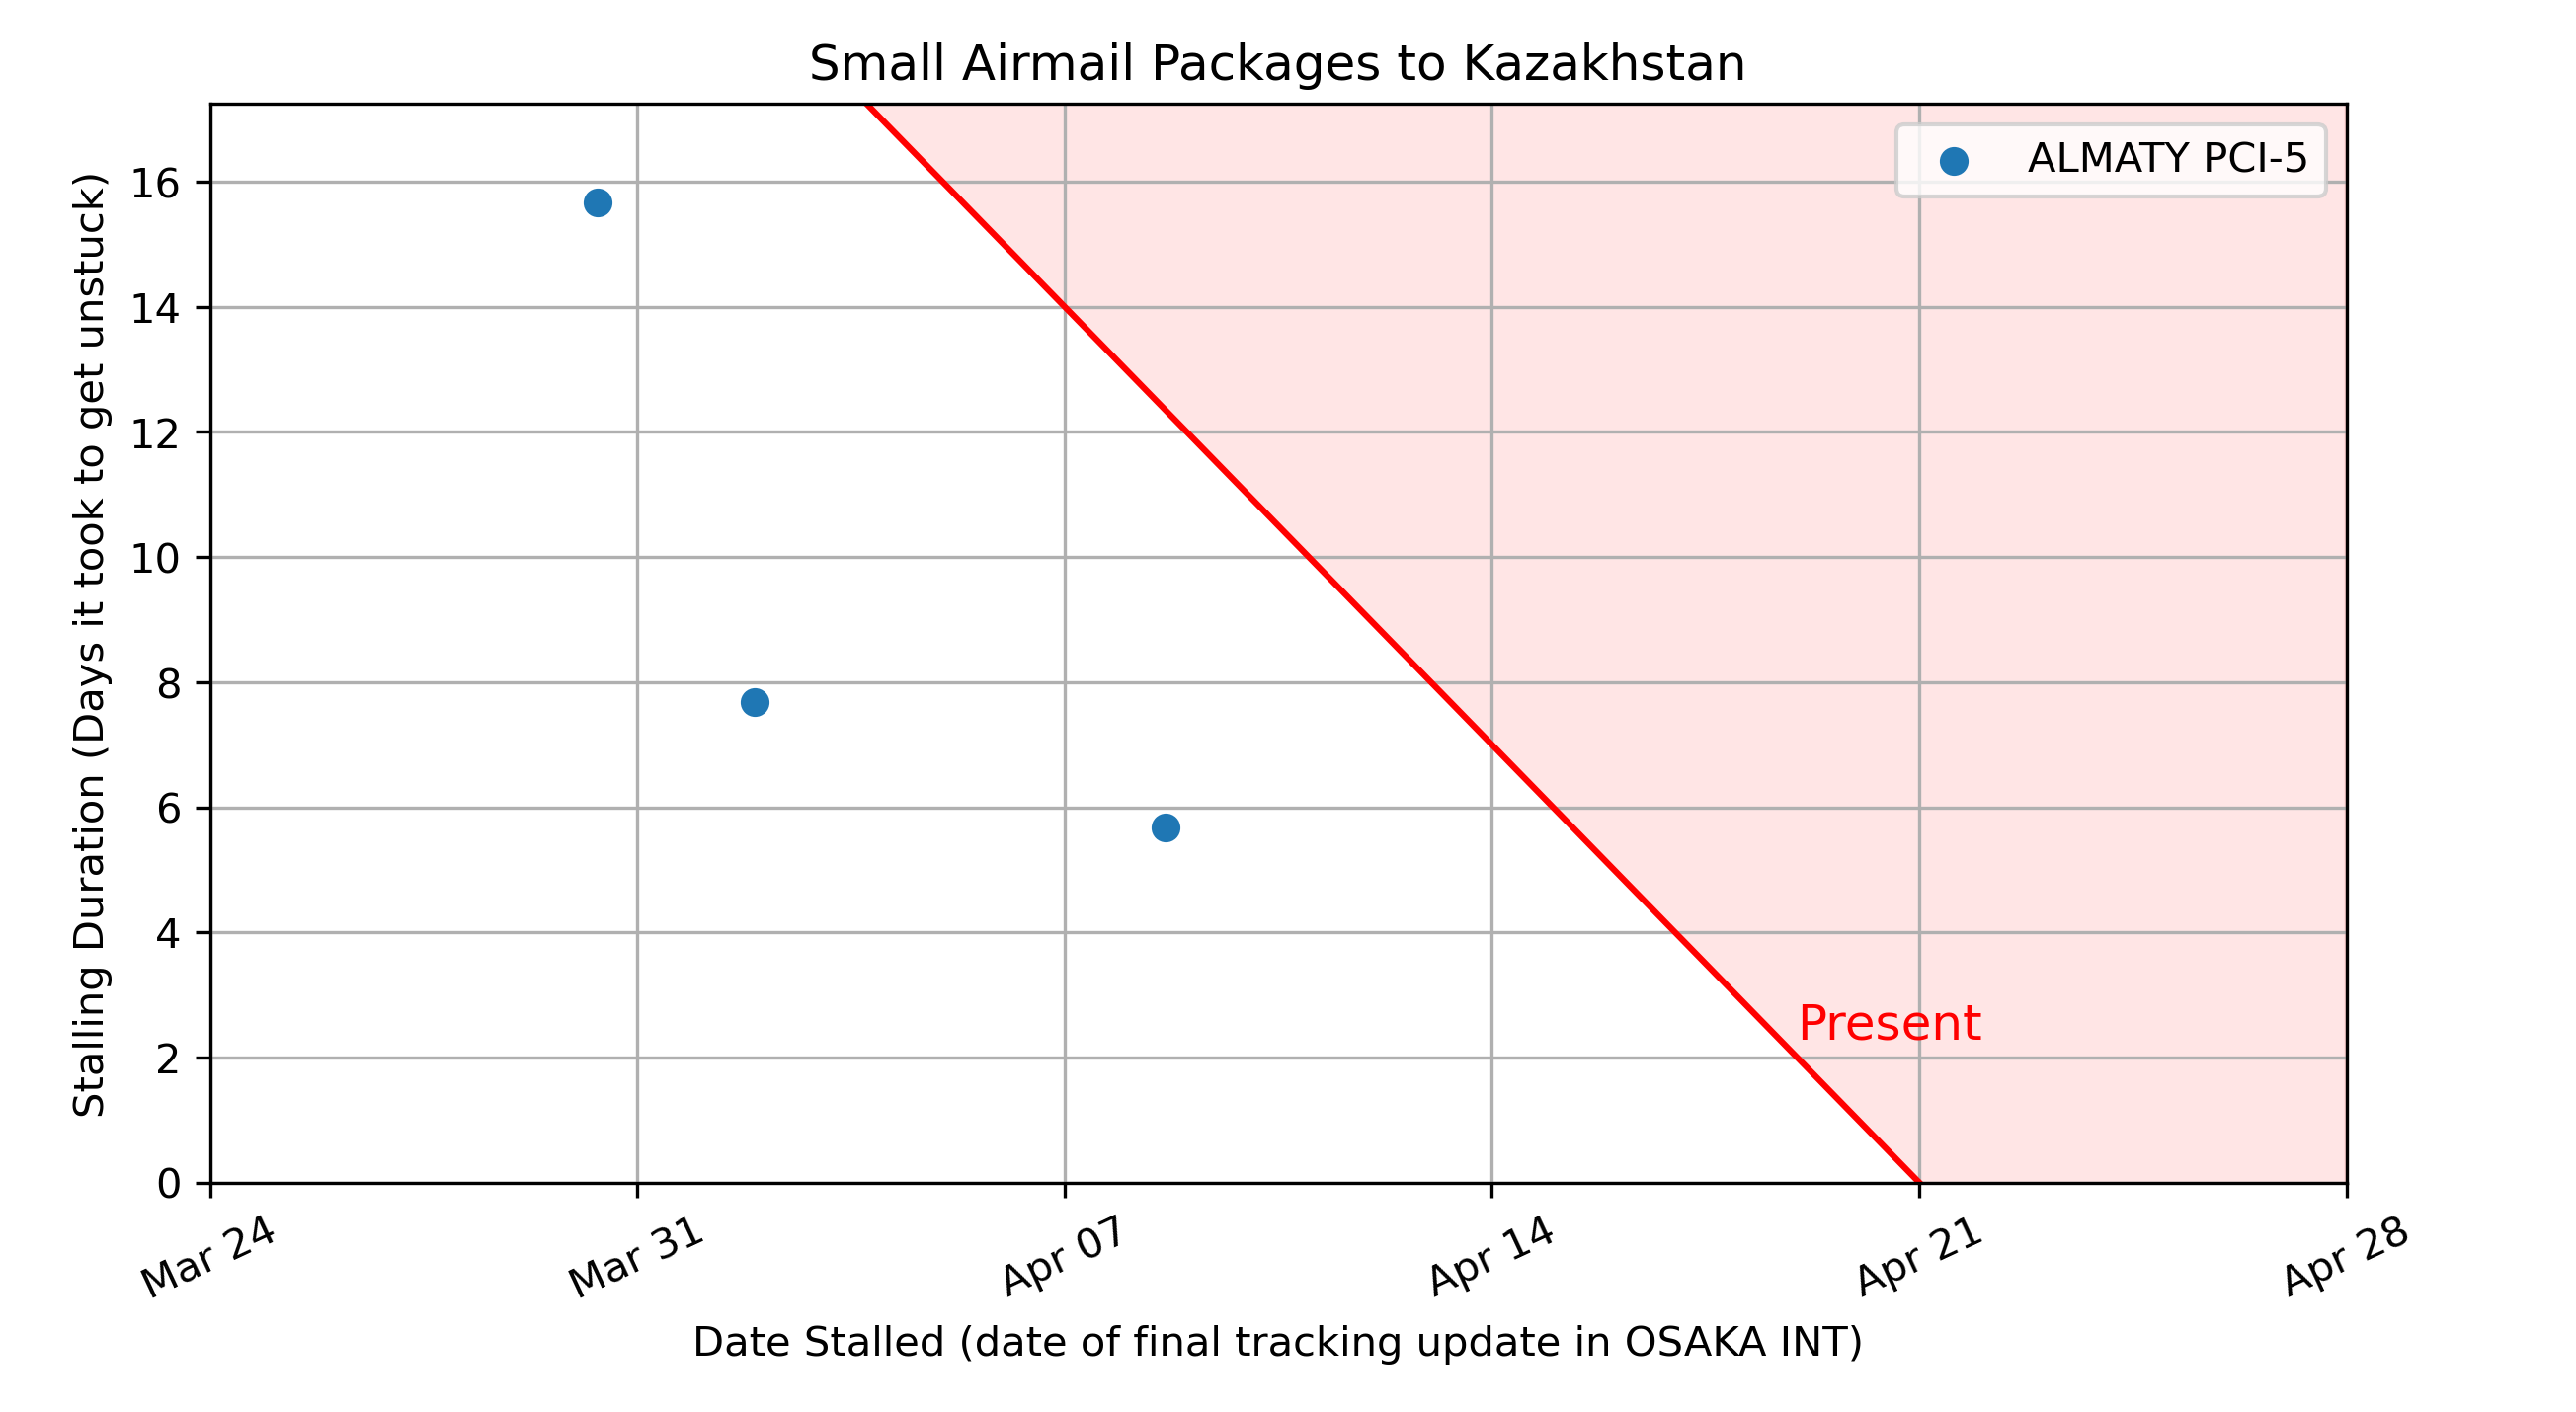 Small Airmail Packages to Kazakhstan
ALMATY PCI-5
Stalling Duration (Days it took to get unstuck)
16
14
12
10
8
6
4
2
0
Present
Mar 24
Mar 31
Apr 07
Apr 14
Apr 21
Apr 28
Date Stalled (date of final tracking update in OSAKA INT)